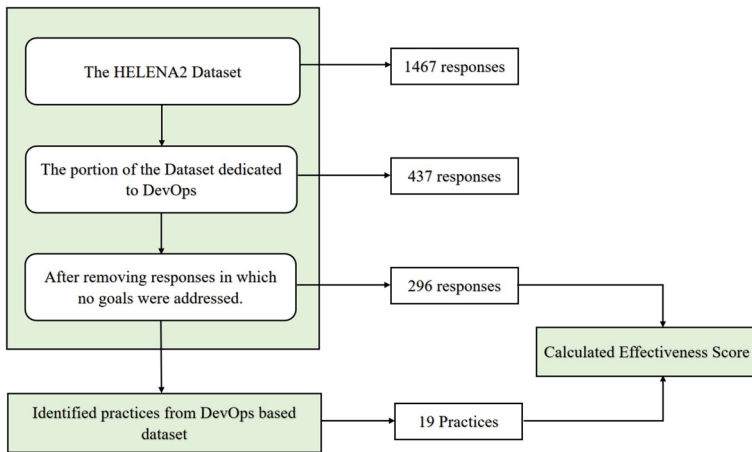 The HELENA2 Dataset
1467 responses
The portion of the Dataset dedicated
to DevOps
437 responses
After removing responses in which
no goals were addressed.
296 responses
Calculated Effectiveness Score
Identified practices from DevOps based
dataset
19 Practices